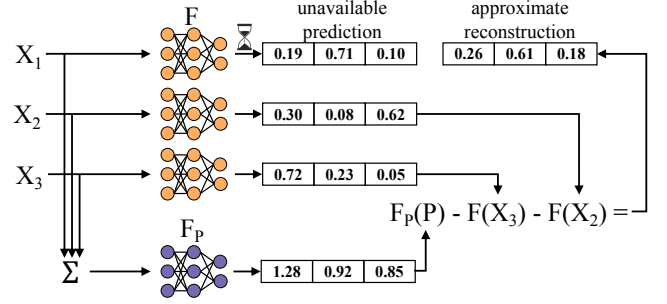 F
unavailable
prediction
approximate
reconstruction
X₁
0.19 0.71 0.10
0.26 0.61 0.18
X₂
0.30 0.08 0.62
X₃
0.72 0.23 0.05
F_P(P) - F(X₃) - F(X₂) =
F_P
Σ
1.28 0.92 0.85